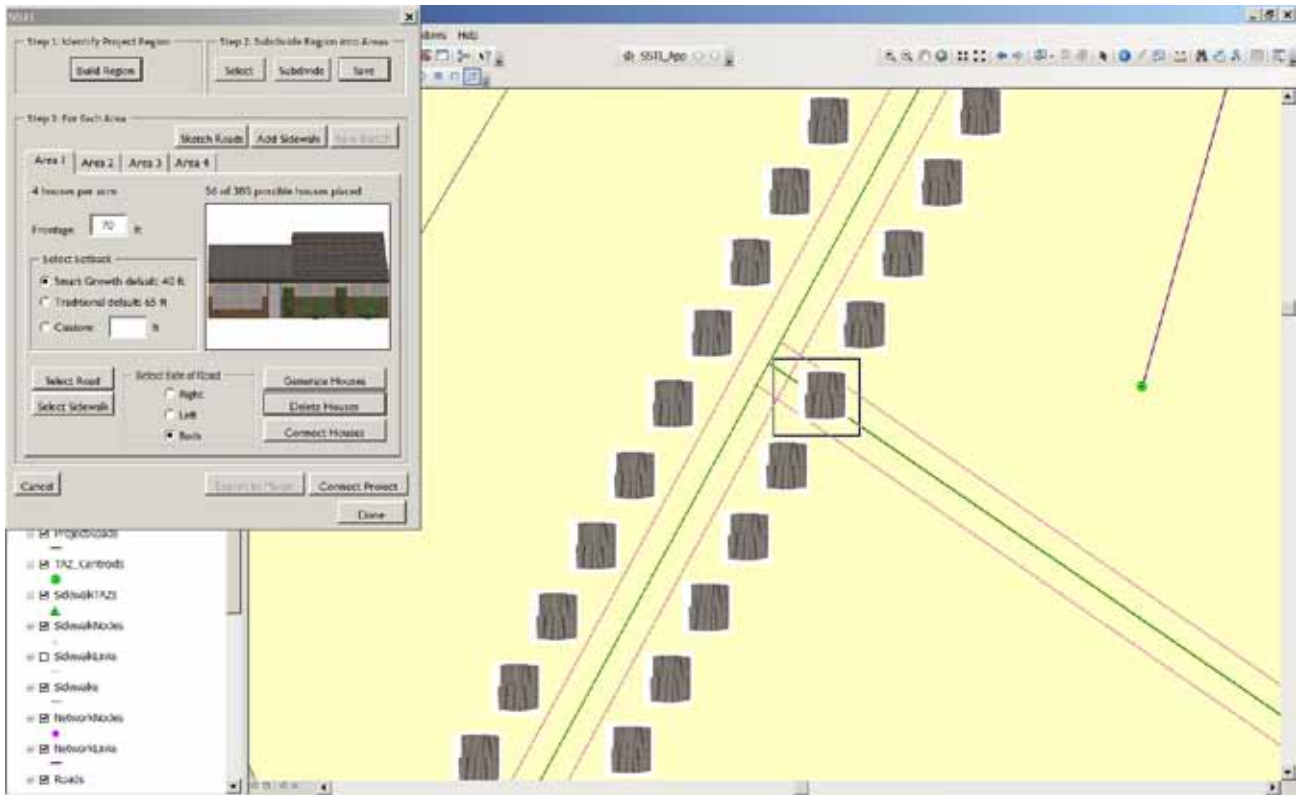 SSTI
Step 1: Identify Project Region
Step 2: Subdivide Region into Areas
Build Region
Select
Subdivide
Save
Help
SSTI_App
Step 3: For Each Area
Sketch Roads
Add Sidewalk
Area 1
Area 2
Area 3
Area 4
4 houses per acre
56 of 380 possible houses placed
Frontage: 70 ft
Select Setback
Smart Growth default: 40 ft
Traditional default: 65 ft
Custom: ft
Select Road
Select Sidewalk
Select Side of Road
Right
Left
Both
Generate Houses
Delete Houses
Connect Houses
Cancel
Connect Project
Done
ProjectRoads
TAZ_Centroids
SidewalkTAZs
SidewalkNodes
SidewalkLinks
Sidewalks
NetworkNodes
NetworkLinks
Roads